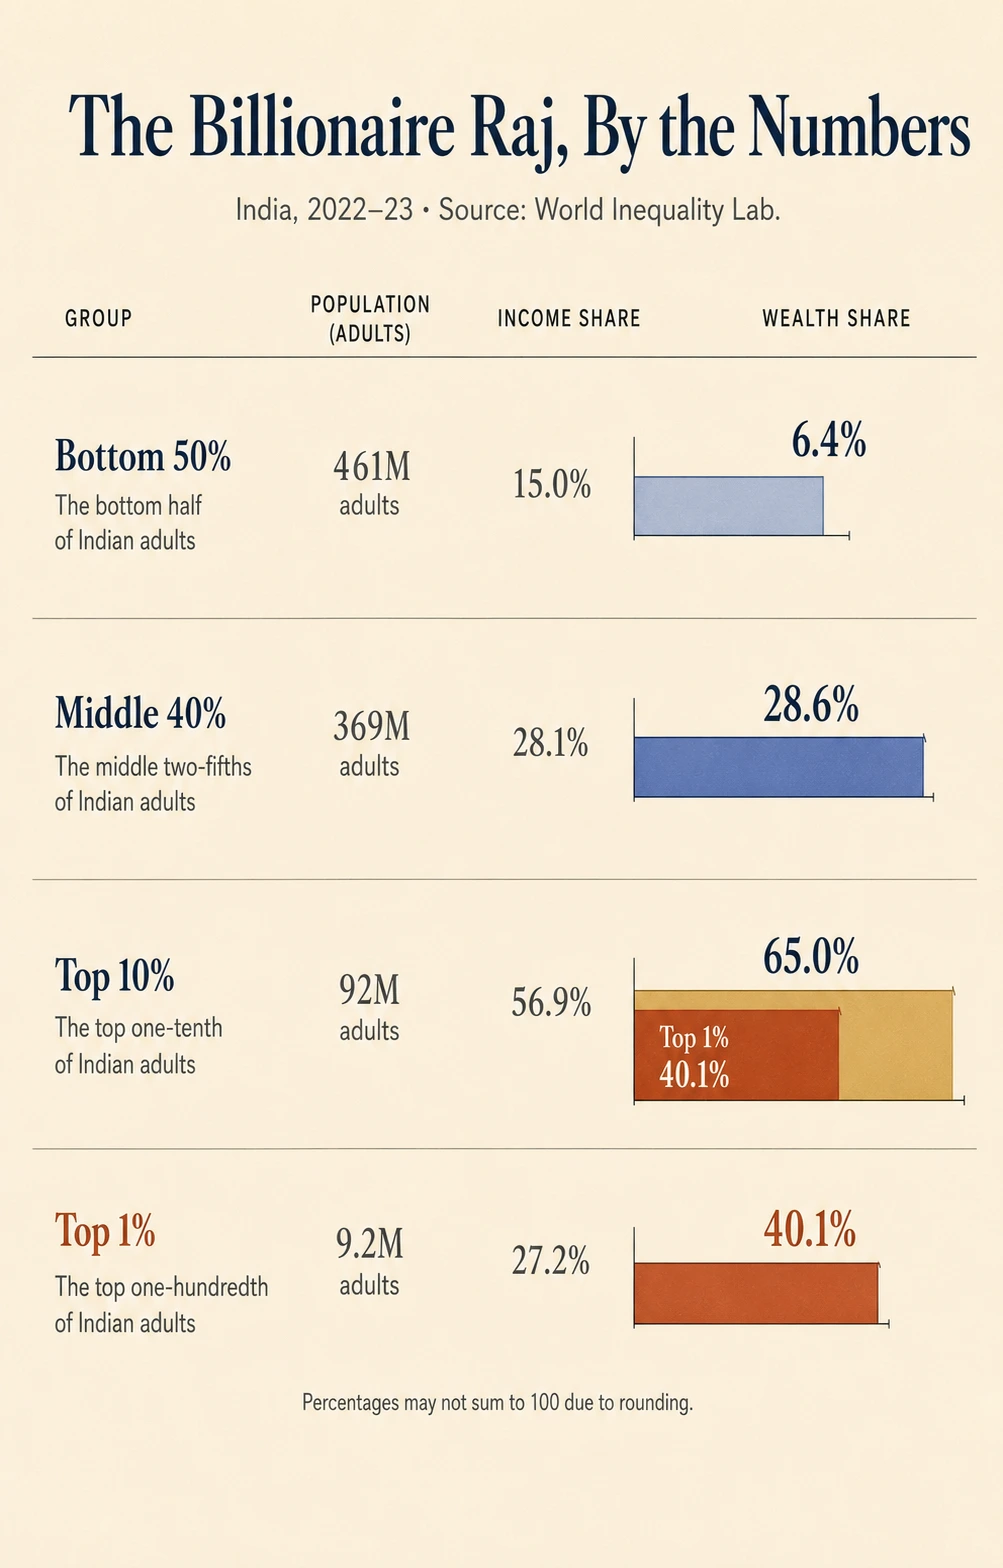 The Billionaire Raj, By the Numbers
India, 2022–23 • Source: World Inequality Lab.
GROUP
POPULATION
(ADULTS)
INCOME SHARE
WEALTH SHARE
Bottom 50%
The bottom half
of Indian adults
461M
adults
15.0%
6.4%
Middle 40%
The middle two-fifths
of Indian adults
369M
adults
28.1%
28.6%
Top 10%
The top one-tenth
of Indian adults
92M
adults
56.9%
65.0%
Top 1%
40.1%
Top 1%
The top one-hundredth
of Indian adults
9.2M
adults
27.2%
40.1%
Percentages may not sum to 100 due to rounding.